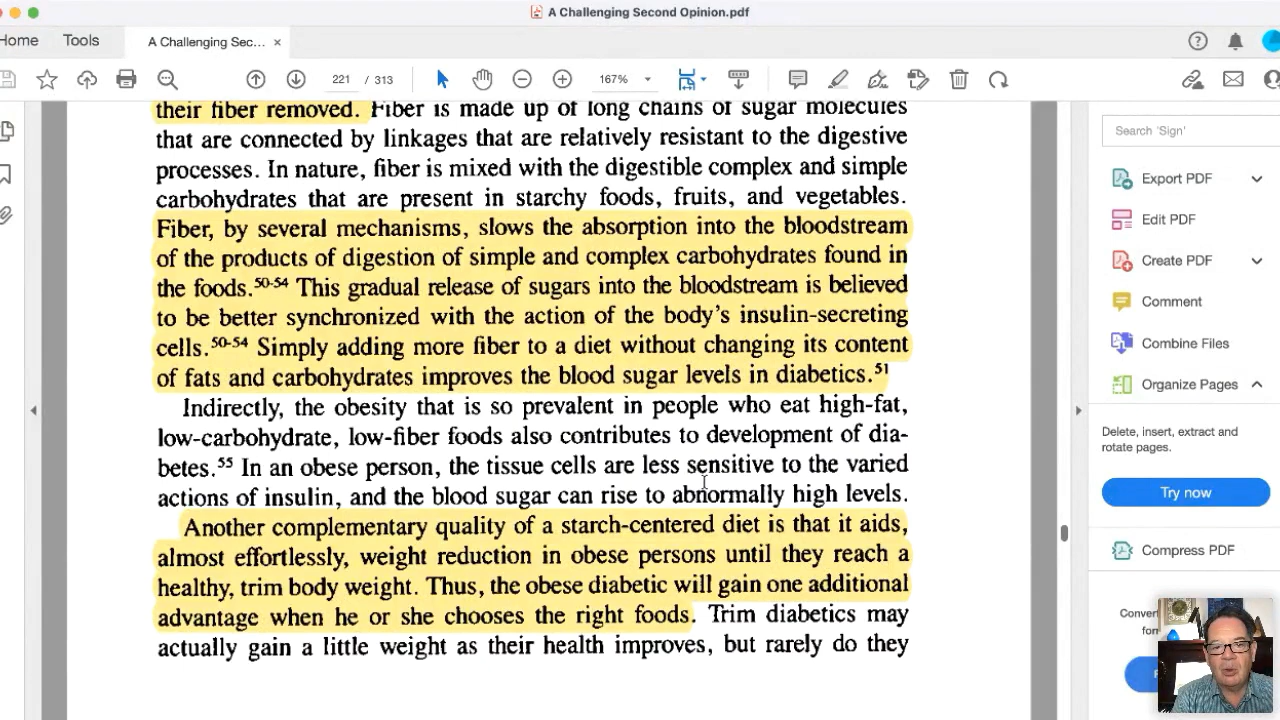 A Challenging Second Opinion.pdf
Home Tools A Challenging Sec... ×
221 / 313 167%
their fiber removed. Fiber is made up of long chains of sugar molecules
that are connected by linkages that are relatively resistant to the digestive
processes. In nature, fiber is mixed with the digestible complex and simple
carbohydrates that are present in starchy foods, fruits, and vegetables.
Fiber, by several mechanisms, slows the absorption into the bloodstream
of the products of digestion of simple and complex carbohydrates found in
the foods.50-54 This gradual release of sugars into the bloodstream is believed
to be better synchronized with the action of the body's insulin-secreting
cells.50-54 Simply adding more fiber to a diet without changing its content
of fats and carbohydrates improves the blood sugar levels in diabetics.51
Indirectly, the obesity that is so prevalent in people who eat high-fat,
low-carbohydrate, low-fiber foods also contributes to development of dia-
betes.55 In an obese person, the tissue cells are less sensitive to the varied
actions of insulin, and the blood sugar can rise to abnormally high levels.
Another complementary quality of a starch-centered diet is that it aids,
almost effortlessly, weight reduction in obese persons until they reach a
healthy, trim body weight. Thus, the obese diabetic will gain one additional
advantage when he or she chooses the right foods. Trim diabetics may
actually gain a little weight as their health improves, but rarely do they
Search 'Sign'
Export PDF
Edit PDF
Create PDF
Comment
Combine Files
Organize Pages
Delete, insert, extract and
rotate pages.
Try now
Compress PDF